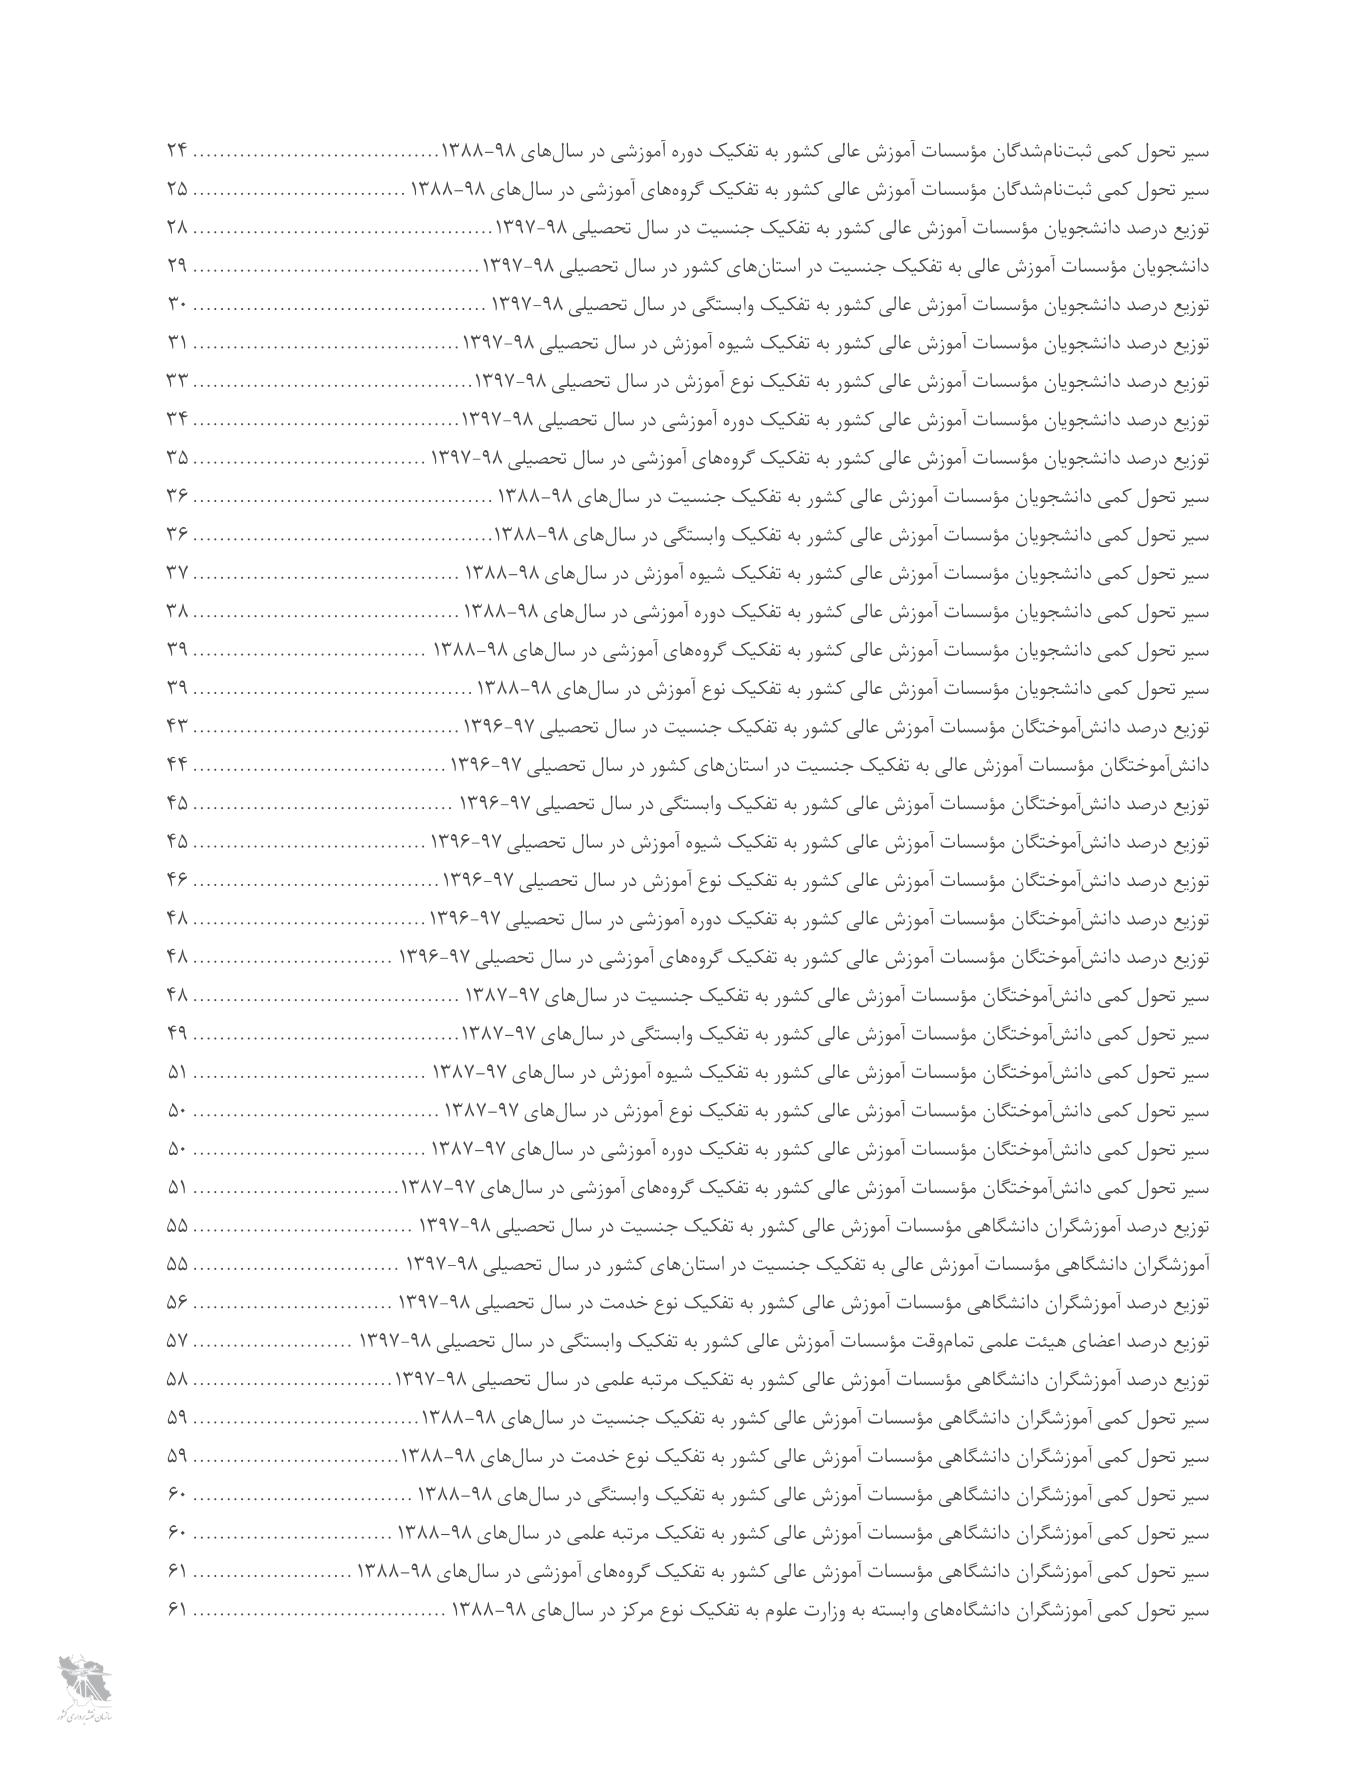 سیر تحول کمی ثبت‌نام‌شدگان مؤسسات آموزش عالی کشور به تفکیک دوره آموزشی در سال‌های ۹۸-۱۳۸۸ ..................................... ۲۴
سیر تحول کمی ثبت‌نام‌شدگان مؤسسات آموزش عالی کشور به تفکیک گروه‌های آموزشی در سال‌های ۹۸-۱۳۸۸ ................................ ۲۵
توزیع درصد دانشجویان مؤسسات آموزش عالی کشور به تفکیک جنسیت در سال تحصیلی ۹۸-۱۳۹۷ ............................................. ۲۸
دانشجویان مؤسسات آموزش عالی به تفکیک جنسیت در استان‌های کشور در سال تحصیلی ۹۸-۱۳۹۷ ........................................... ۲۹
توزیع درصد دانشجویان مؤسسات آموزش عالی کشور به تفکیک وابستگی در سال تحصیلی ۹۸-۱۳۹۷ ............................................ ۳۰
توزیع درصد دانشجویان مؤسسات آموزش عالی کشور به تفکیک شیوه آموزش در سال تحصیلی ۹۸-۱۳۹۷ ........................................ ۳۱
توزیع درصد دانشجویان مؤسسات آموزش عالی کشور به تفکیک نوع آموزش در سال تحصیلی ۹۸-۱۳۹۷ .......................................... ۳۳
توزیع درصد دانشجویان مؤسسات آموزش عالی کشور به تفکیک دوره آموزشی در سال تحصیلی ۹۸-۱۳۹۷ ........................................ ۳۴
توزیع درصد دانشجویان مؤسسات آموزش عالی کشور به تفکیک گروه‌های آموزشی در سال تحصیلی ۹۸-۱۳۹۷ ................................... ۳۵
سیر تحول کمی دانشجویان مؤسسات آموزش عالی کشور به تفکیک جنسیت در سال‌های ۹۸-۱۳۸۸ ............................................. ۳۶
سیر تحول کمی دانشجویان مؤسسات آموزش عالی کشور به تفکیک وابستگی در سال‌های ۹۸-۱۳۸۸ ............................................. ۳۶
سیر تحول کمی دانشجویان مؤسسات آموزش عالی کشور به تفکیک شیوه آموزش در سال‌های ۹۸-۱۳۸۸ ........................................ ۳۷
سیر تحول کمی دانشجویان مؤسسات آموزش عالی کشور به تفکیک دوره آموزشی در سال‌های ۹۸-۱۳۸۸ ........................................ ۳۸
سیر تحول کمی دانشجویان مؤسسات آموزش عالی کشور به تفکیک گروه‌های آموزشی در سال‌های ۹۸-۱۳۸۸ ................................... ۳۹
سیر تحول کمی دانشجویان مؤسسات آموزش عالی کشور به تفکیک نوع آموزش در سال‌های ۹۸-۱۳۸۸ .......................................... ۳۹
توزیع درصد دانش‌آموختگان مؤسسات آموزش عالی کشور به تفکیک جنسیت در سال تحصیلی ۹۷-۱۳۹۶ ........................................ ۴۳
دانش‌آموختگان مؤسسات آموزش عالی به تفکیک جنسیت در استان‌های کشور در سال تحصیلی ۹۷-۱۳۹۶ ...................................... ۴۴
توزیع درصد دانش‌آموختگان مؤسسات آموزش عالی کشور به تفکیک وابستگی در سال تحصیلی ۹۷-۱۳۹۶ ....................................... ۴۵
توزیع درصد دانش‌آموختگان مؤسسات آموزش عالی کشور به تفکیک شیوه آموزش در سال تحصیلی ۹۷-۱۳۹۶ ................................... ۴۵
توزیع درصد دانش‌آموختگان مؤسسات آموزش عالی کشور به تفکیک نوع آموزش در سال تحصیلی ۹۷-۱۳۹۶ ..................................... ۴۶
توزیع درصد دانش‌آموختگان مؤسسات آموزش عالی کشور به تفکیک دوره آموزشی در سال تحصیلی ۹۷-۱۳۹۶ ................................... ۴۸
توزیع درصد دانش‌آموختگان مؤسسات آموزش عالی کشور به تفکیک گروه‌های آموزشی در سال تحصیلی ۹۷-۱۳۹۶ .............................. ۴۸
سیر تحول کمی دانش‌آموختگان مؤسسات آموزش عالی کشور به تفکیک جنسیت در سال‌های ۹۷-۱۳۸۷ ........................................ ۴۸
سیر تحول کمی دانش‌آموختگان مؤسسات آموزش عالی کشور به تفکیک وابستگی در سال‌های ۹۷-۱۳۸۷ ........................................ ۴۹
سیر تحول کمی دانش‌آموختگان مؤسسات آموزش عالی کشور به تفکیک شیوه آموزش در سال‌های ۹۷-۱۳۸۷ ................................... ۵۱
سیر تحول کمی دانش‌آموختگان مؤسسات آموزش عالی کشور به تفکیک نوع آموزش در سال‌های ۹۷-۱۳۸۷ ..................................... ۵۰
سیر تحول کمی دانش‌آموختگان مؤسسات آموزش عالی کشور به تفکیک دوره آموزشی در سال‌های ۹۷-۱۳۸۷ ................................... ۵۰
سیر تحول کمی دانش‌آموختگان مؤسسات آموزش عالی کشور به تفکیک گروه‌های آموزشی در سال‌های ۹۷-۱۳۸۷ ............................... ۵۱
توزیع درصد آموزشگران دانشگاهی مؤسسات آموزش عالی کشور به تفکیک جنسیت در سال تحصیلی ۹۸-۱۳۹۷ ................................. ۵۵
آموزشگران دانشگاهی مؤسسات آموزش عالی به تفکیک جنسیت در استان‌های کشور در سال تحصیلی ۹۸-۱۳۹۷ ............................... ۵۵
توزیع درصد آموزشگران دانشگاهی مؤسسات آموزش عالی کشور به تفکیک نوع خدمت در سال تحصیلی ۹۸-۱۳۹۷ .............................. ۵۶
توزیع درصد اعضای هیئت علمی تمام‌وقت مؤسسات آموزش عالی کشور به تفکیک وابستگی در سال تحصیلی ۹۸-۱۳۹۷ ........................ ۵۷
توزیع درصد آموزشگران دانشگاهی مؤسسات آموزش عالی کشور به تفکیک مرتبه علمی در سال تحصیلی ۹۸-۱۳۹۷ .............................. ۵۸
سیر تحول کمی آموزشگران دانشگاهی مؤسسات آموزش عالی کشور به تفکیک جنسیت در سال‌های ۹۸-۱۳۸۸ .................................. ۵۹
سیر تحول کمی آموزشگران دانشگاهی مؤسسات آموزش عالی کشور به تفکیک نوع خدمت در سال‌های ۹۸-۱۳۸۸ ............................... ۵۹
سیر تحول کمی آموزشگران دانشگاهی مؤسسات آموزش عالی کشور به تفکیک وابستگی در سال‌های ۹۸-۱۳۸۸ ................................. ۶۰
سیر تحول کمی آموزشگران دانشگاهی مؤسسات آموزش عالی کشور به تفکیک مرتبه علمی در سال‌های ۹۸-۱۳۸۸ .............................. ۶۰
سیر تحول کمی آموزشگران دانشگاهی مؤسسات آموزش عالی کشور به تفکیک گروه‌های آموزشی در سال‌های ۹۸-۱۳۸۸ ........................ ۶۱
سیر تحول کمی آموزشگران دانشگاه‌های وابسته به وزارت علوم به تفکیک نوع مرکز در سال‌های ۹۸-۱۳۸۸ ...................................... ۶۱
سازمان نقشه‌برداری کشور